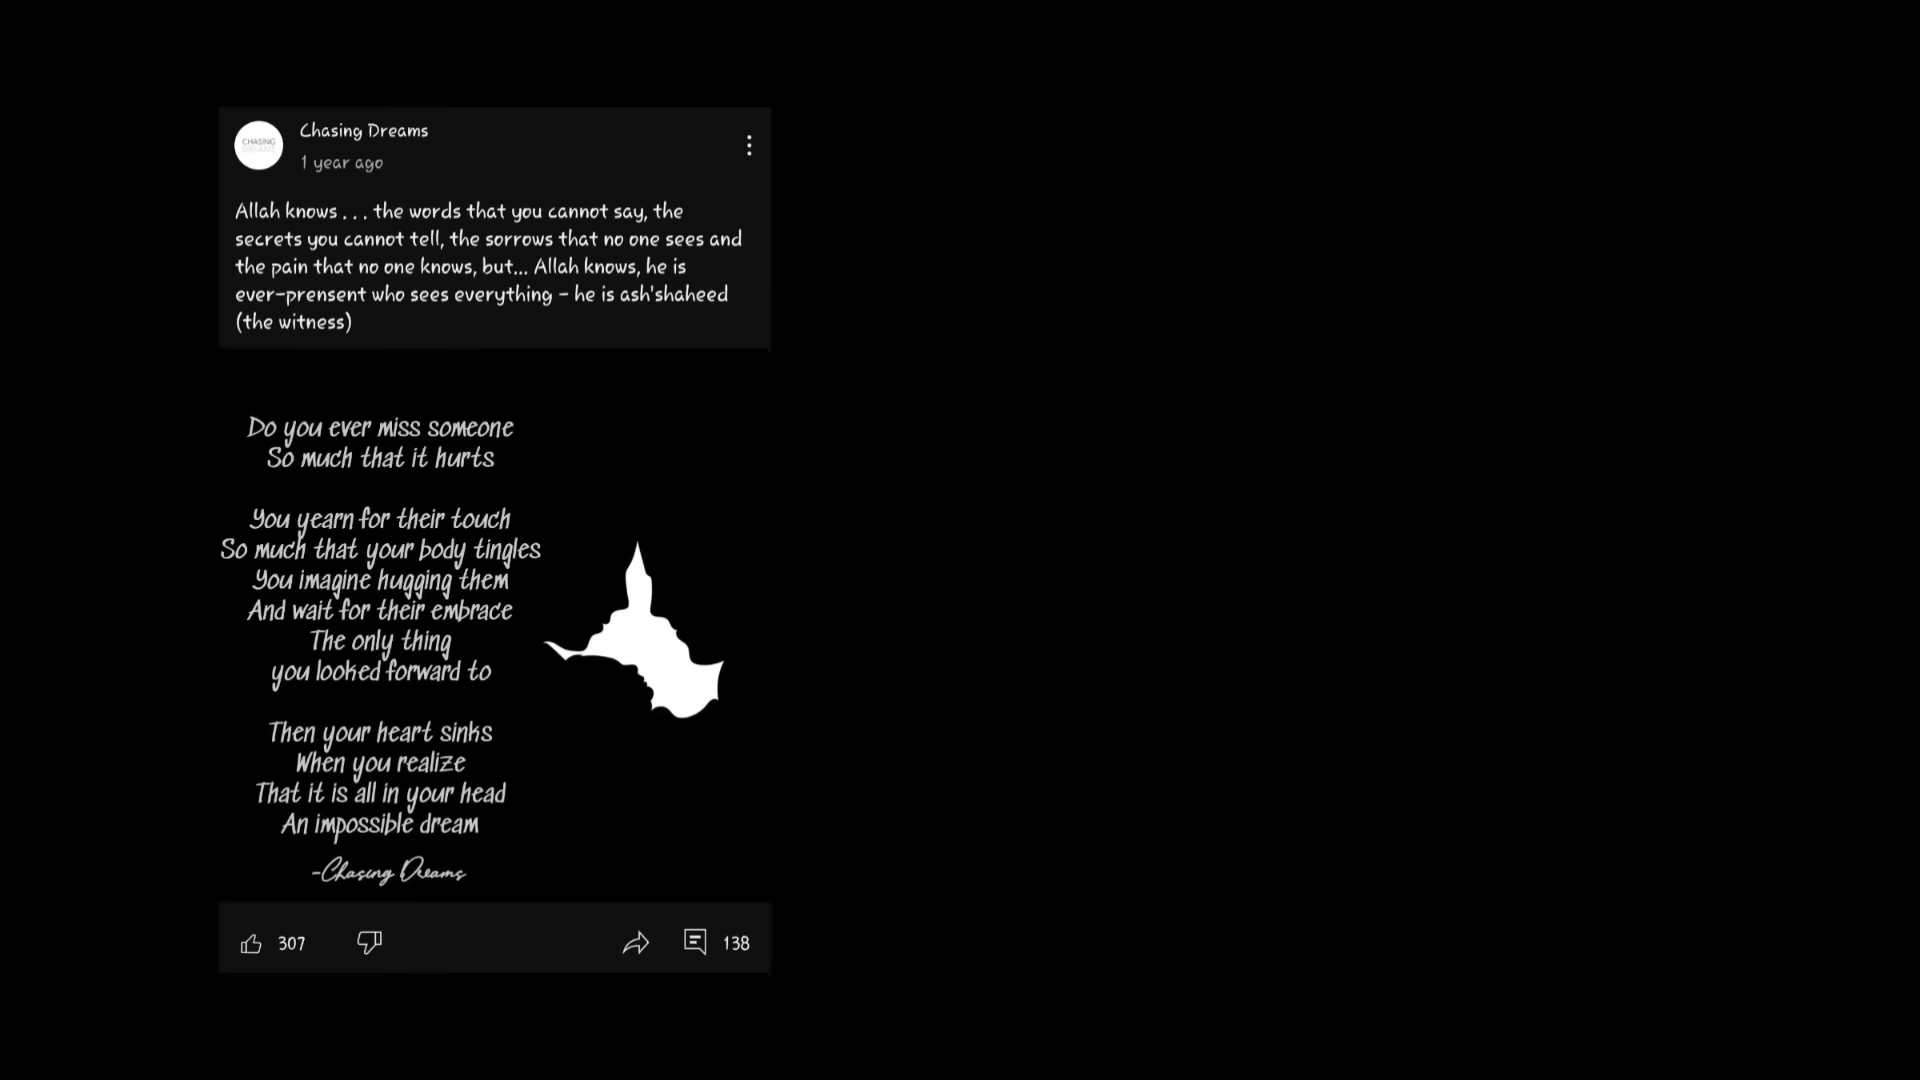 Chasing Dreams
CHASING
DREAMS
1 year ago
Allah knows . . . the words that you cannot say, the
secrets you cannot tell, the sorrows that no one sees and
the pain that no one knows, but... Allah knows, he is
ever-prensent who sees everything - he is ash'shaheed
(the witness)
Do you ever miss someone
So much that it hurts
You yearn for their touch
So much that your body tingles
You imagine hugging them
And wait for their embrace
The only thing
you looked forward to
Then your heart sinks
When you realize
That it is all in your head
An impossible dream
-Chasing Dreams
307
138